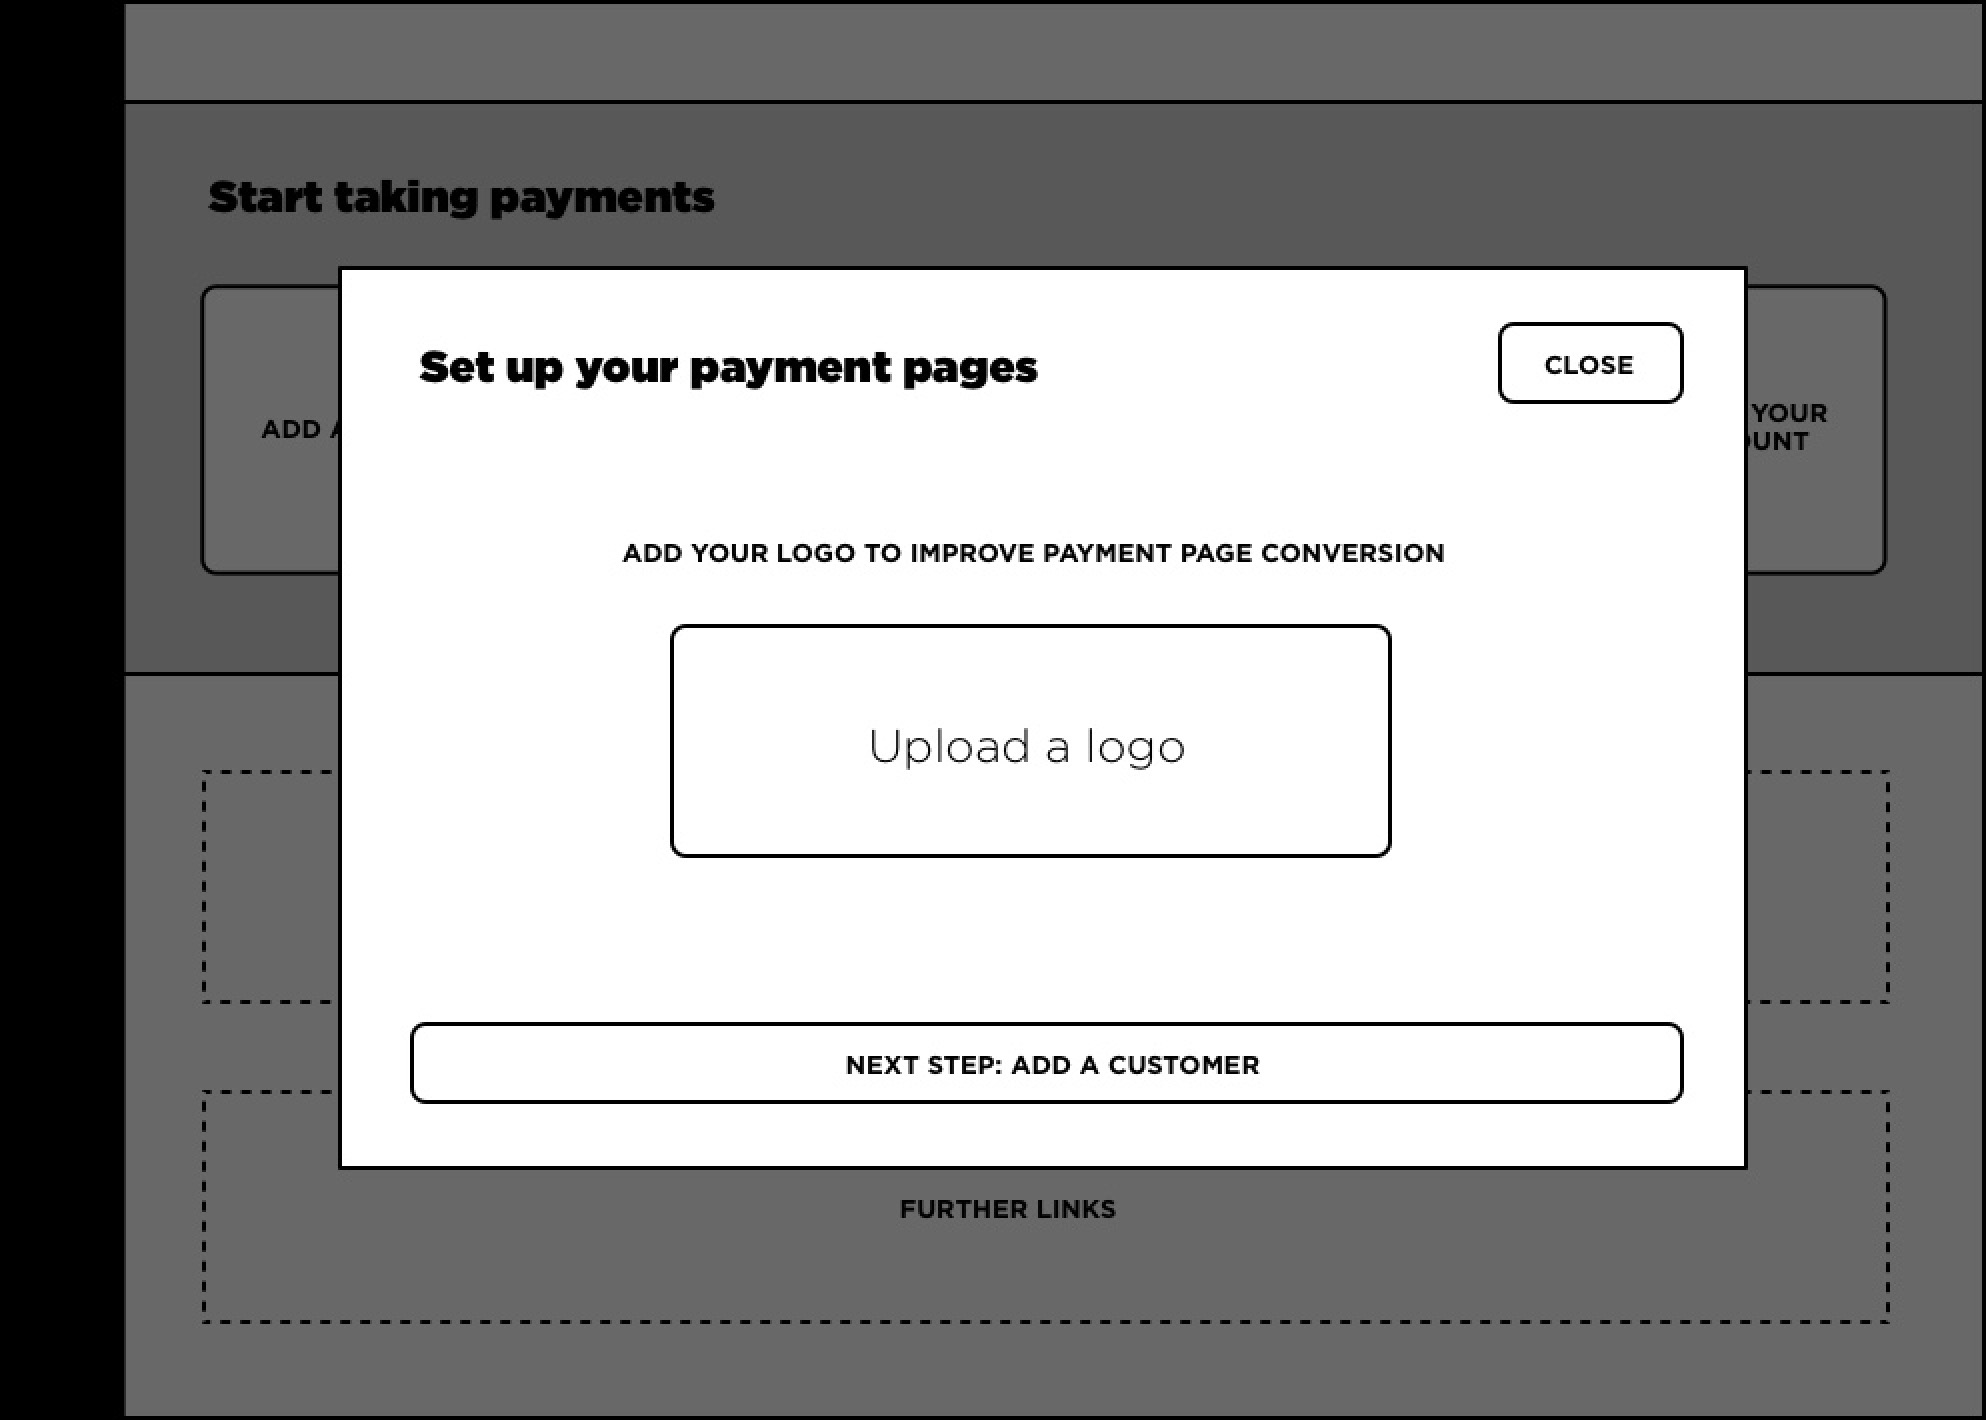 Start taking payments
Set up your payment pages
CLOSE
ADD
YOUR
ADD YOUR LOGO TO IMPROVE PAYMENT PAGE CONVERSION
Upload a logo
NEXT STEP: ADD A CUSTOMER
FURTHER LINKS